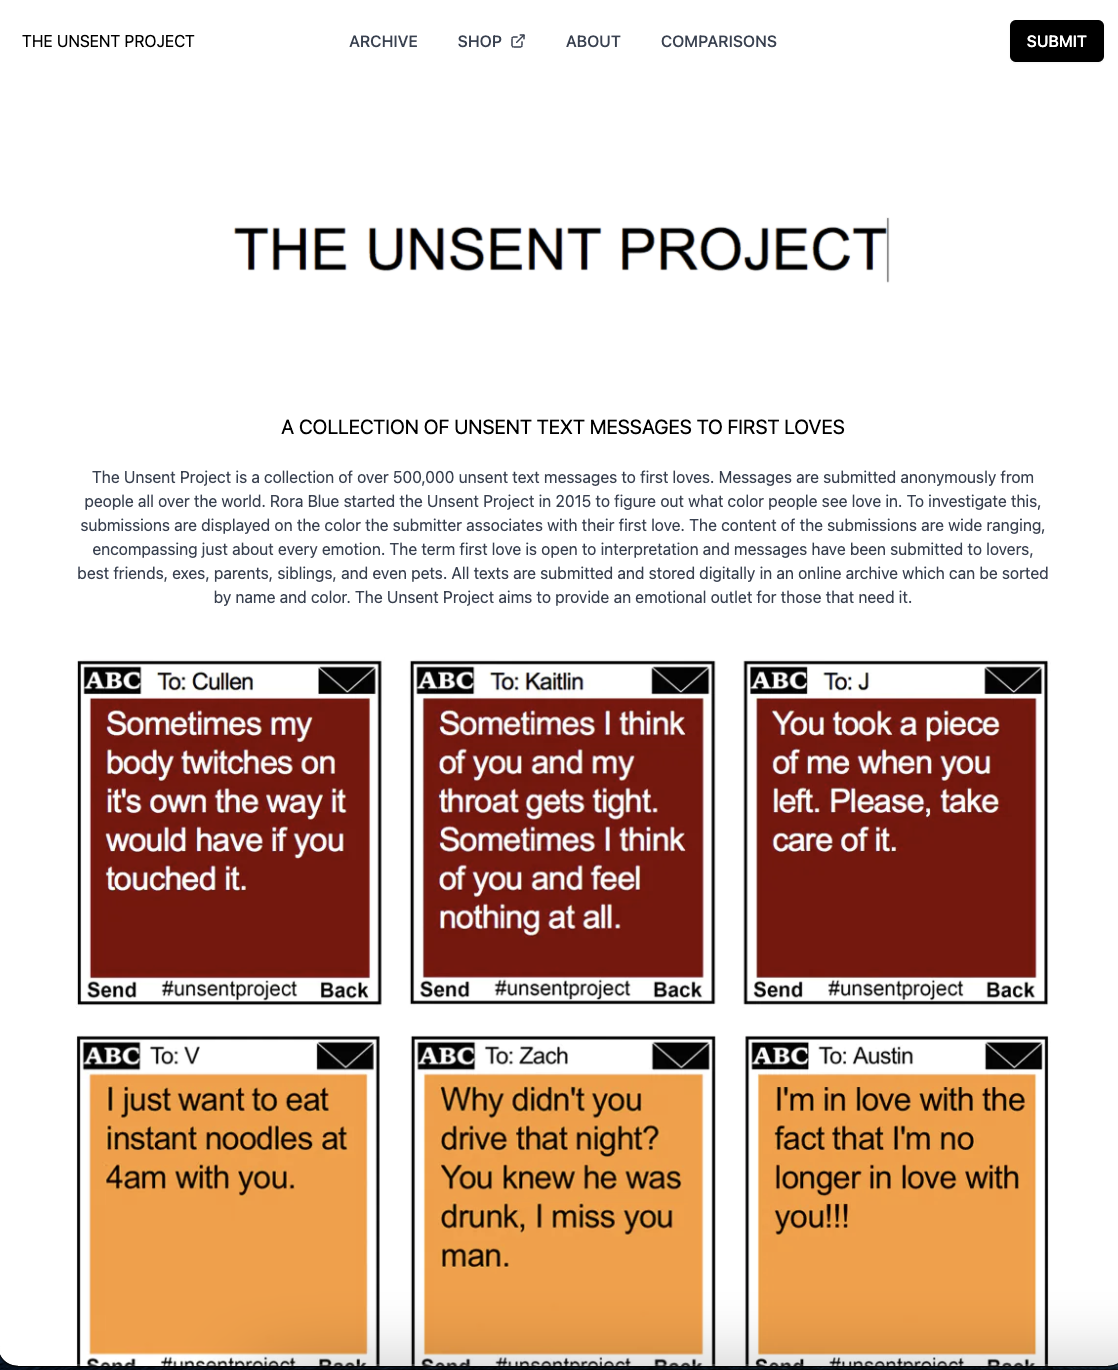 THE UNSENT PROJECT
ARCHIVE
SHOP
ABOUT
COMPARISONS
SUBMIT
THE UNSENT PROJECT
A COLLECTION OF UNSENT TEXT MESSAGES TO FIRST LOVES
The Unsent Project is a collection of over 500,000 unsent text messages to first loves. Messages are submitted anonymously from
people all over the world. Rora Blue started the Unsent Project in 2015 to figure out what color people see love in. To investigate this,
submissions are displayed on the color the submitter associates with their first love. The content of the submissions are wide ranging,
encompassing just about every emotion. The term first love is open to interpretation and messages have been submitted to lovers,
best friends, exes, parents, siblings, and even pets. All texts are submitted and stored digitally in an online archive which can be sorted
by name and color. The Unsent Project aims to provide an emotional outlet for those that need it.
ABC To: Cullen
Sometimes my
body twitches on
it's own the way it
would have if you
touched it.
Send #unsentproject Back
ABC To: Kaitlin
Sometimes I think
of you and my
throat gets tight.
Sometimes I think
of you and feel
nothing at all.
Send #unsentproject Back
ABC To: J
You took a piece
of me when you
left. Please, take
care of it.
Send #unsentproject Back
ABC To: V
I just want to eat
instant noodles at
4am with you.
Send #unsentproject Back
ABC To: Zach
Why didn't you
drive that night?
You knew he was
drunk, I miss you
man.
Send #unsentproject Back
ABC To: Austin
I'm in love with the
fact that I'm no
longer in love with
you!!!
Send #unsentproject Back